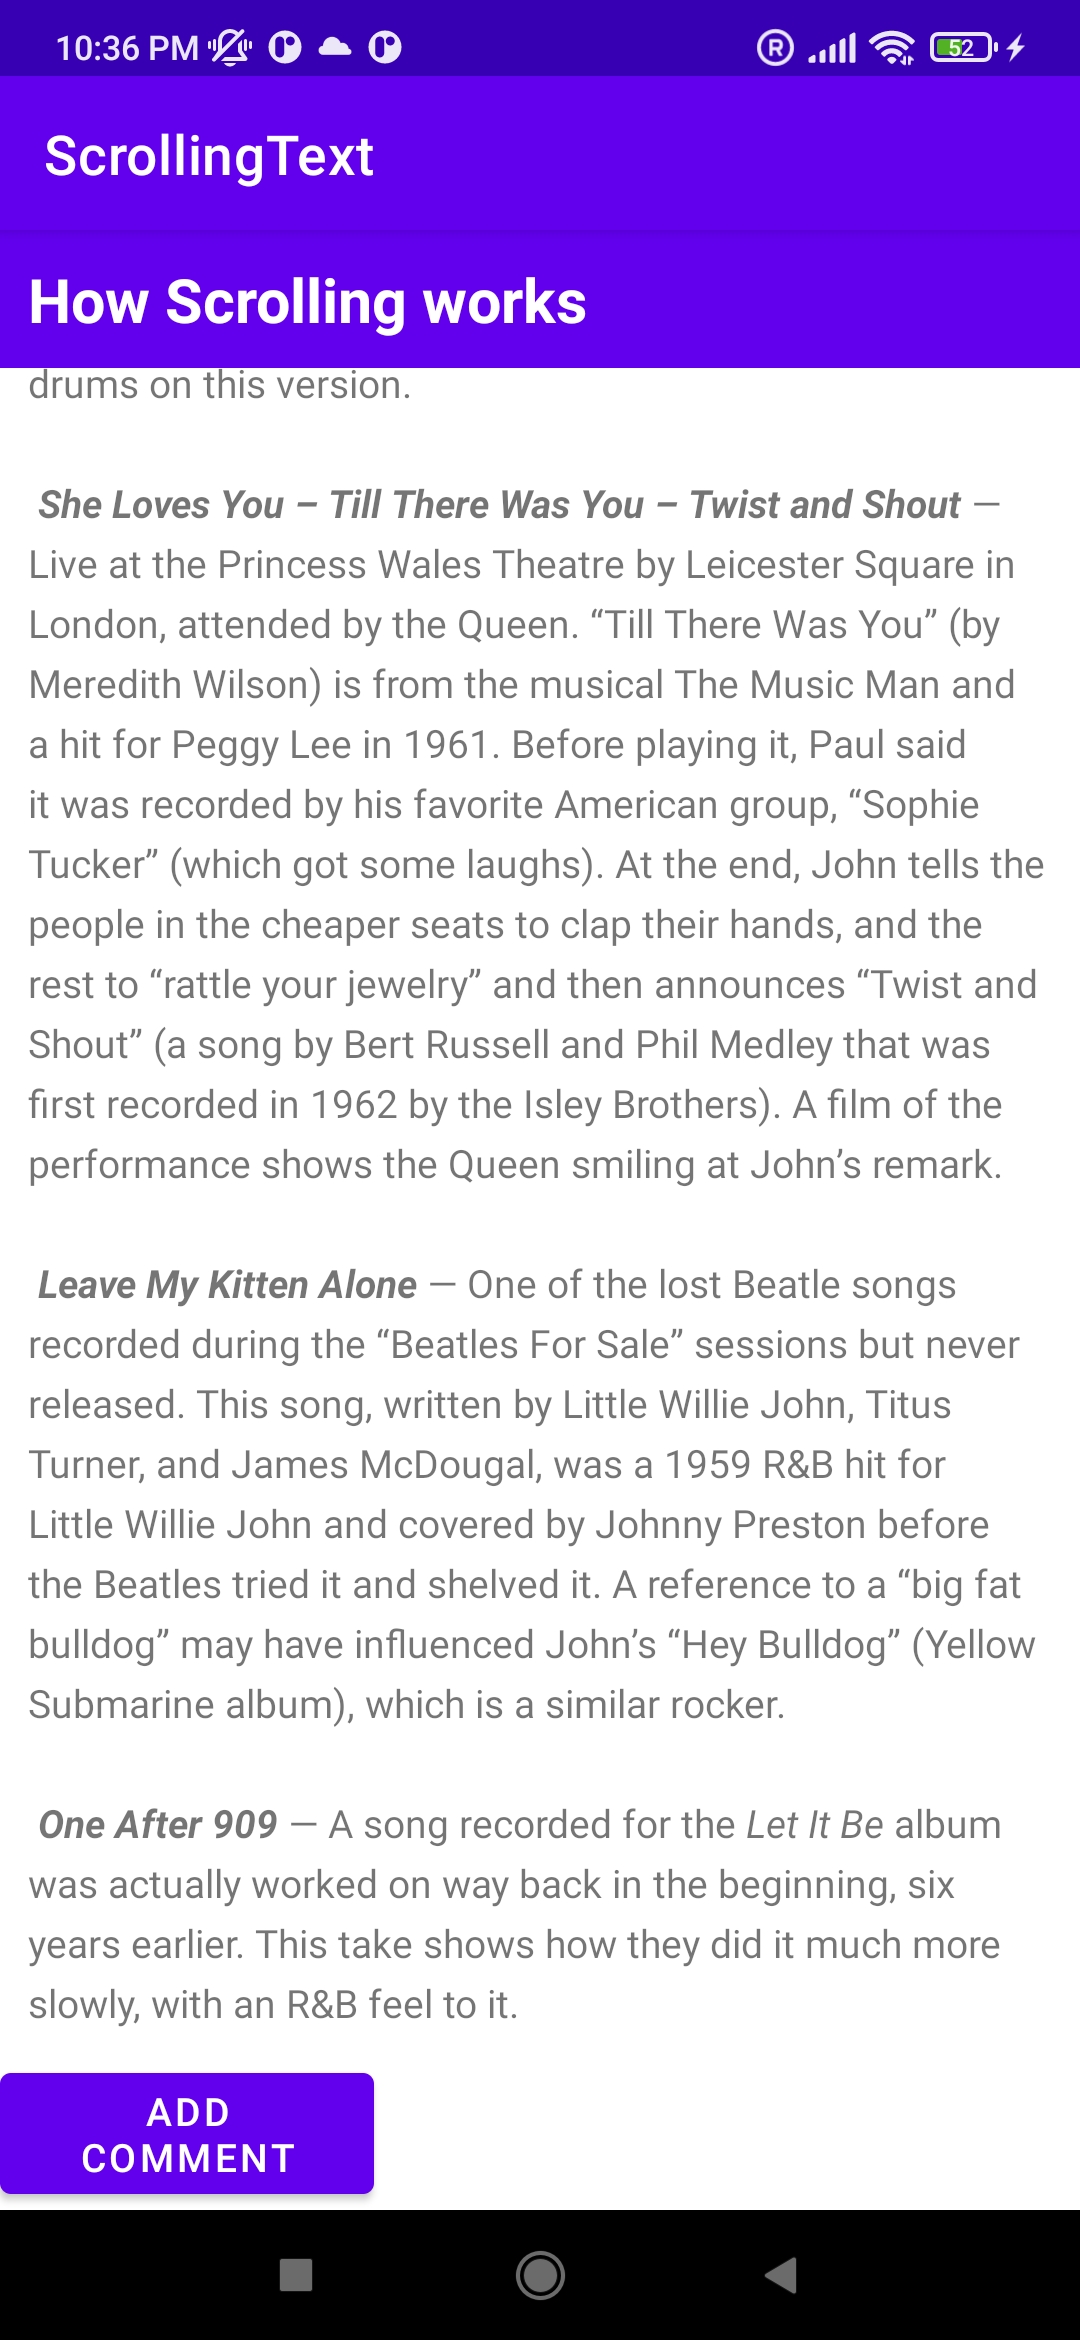 10:36 PM
R
52
ScrollingText
How Scrolling works
drums on this version.
She Loves You – Till There Was You – Twist and Shout —
Live at the Princess Wales Theatre by Leicester Square in
London, attended by the Queen. “Till There Was You” (by
Meredith Wilson) is from the musical The Music Man and
a hit for Peggy Lee in 1961. Before playing it, Paul said
it was recorded by his favorite American group, “Sophie
Tucker” (which got some laughs). At the end, John tells the
people in the cheaper seats to clap their hands, and the
rest to “rattle your jewelry” and then announces “Twist and
Shout” (a song by Bert Russell and Phil Medley that was
first recorded in 1962 by the Isley Brothers). A film of the
performance shows the Queen smiling at John’s remark.
Leave My Kitten Alone — One of the lost Beatle songs
recorded during the “Beatles For Sale” sessions but never
released. This song, written by Little Willie John, Titus
Turner, and James McDougal, was a 1959 R&B hit for
Little Willie John and covered by Johnny Preston before
the Beatles tried it and shelved it. A reference to a “big fat
bulldog” may have influenced John’s “Hey Bulldog” (Yellow
Submarine album), which is a similar rocker.
One After 909 — A song recorded for the Let It Be album
was actually worked on way back in the beginning, six
years earlier. This take shows how they did it much more
slowly, with an R&B feel to it.
ADD
COMMENT